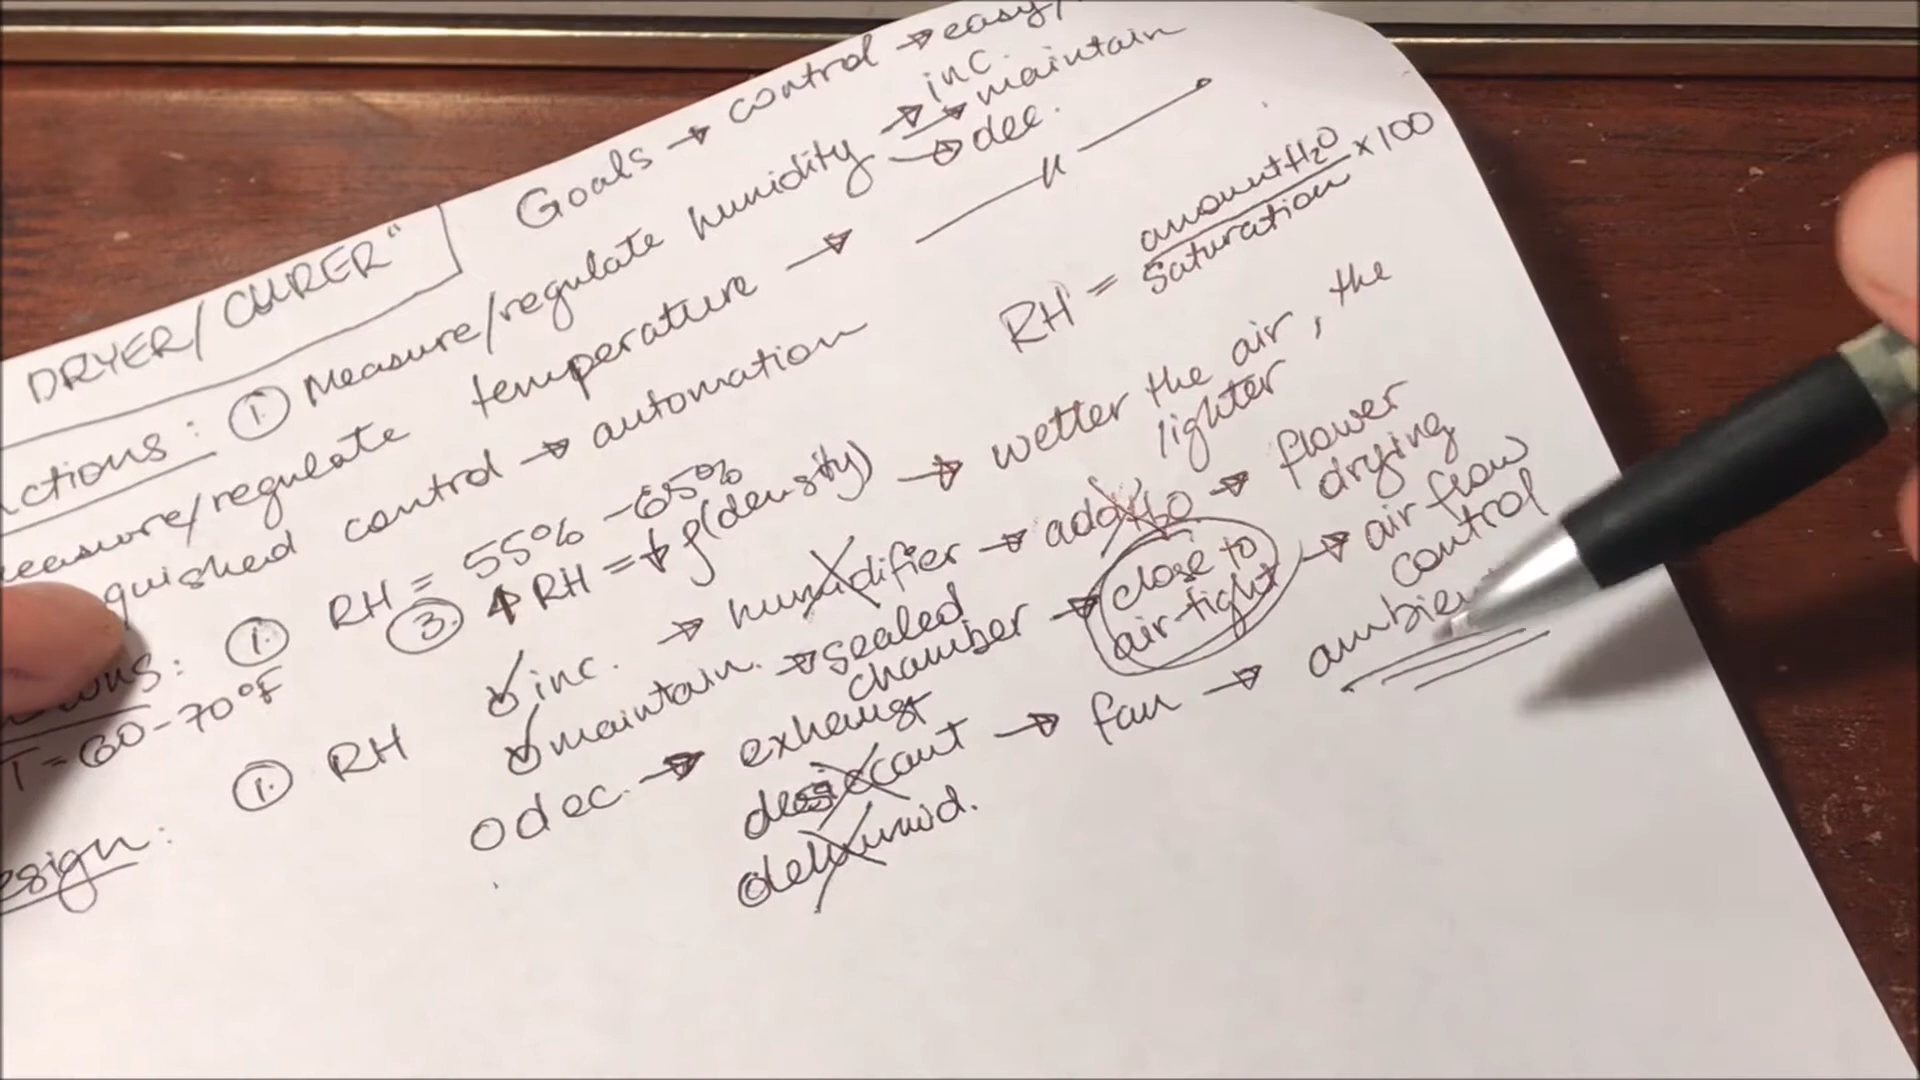 DRYER/CURER"
Goals → control → easy/
ctions: ① Measure/regulate humidity → inc.
→ maintain
→ dec.
measure/regulate temperature → —— " ——
quished control → automation
RH = amount H₂O / Saturation × 100
① RH = 55% - 65%
T = 60-70°F
③ ↑ RH = ↓ ρ(density) → wetter the air, the
lighter
esign: ① RH
✓ inc. → humidifier → add H₂O → flower
drying
✓ maintain. → sealed
chamber → close to
air-tight → air flow
control
O dec. → exhaust
desiccant → fan →
dehumid.